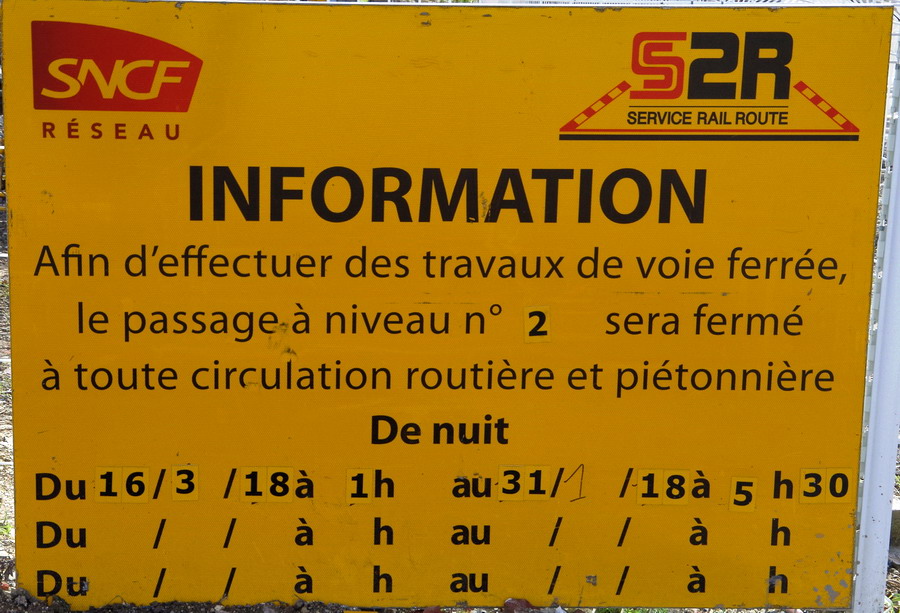 SNCF
RÉSEAU
S2R
SERVICE RAIL ROUTE
INFORMATION
Afin d'effectuer des travaux de voie ferrée,
le passage à niveau n° 2 sera fermé
à toute circulation routière et piétonnière
De nuit
Du 16/3 /18 à 1h au 31/1 /18 à 5 h 30
Du / / à h au / / à h
Du / / à h au / / à h